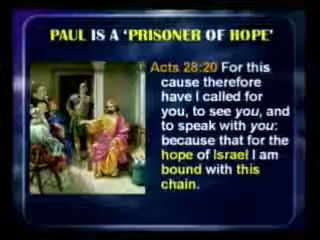 PAUL IS A 'PRISONER OF HOPE'
Acts 28:20 For this
cause therefore
have I called for
you, to see you, and
to speak with you:
because that for the
hope of Israel I am
bound with this
chain.